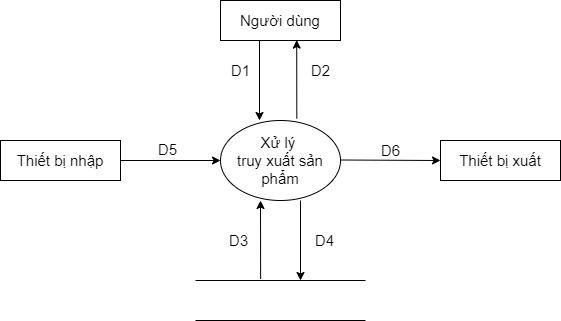 Người dùng
D1
D2
Thiết bị nhập
D5
Xử lý
truy xuất sản
phẩm
D6
Thiết bị xuất
D3
D4